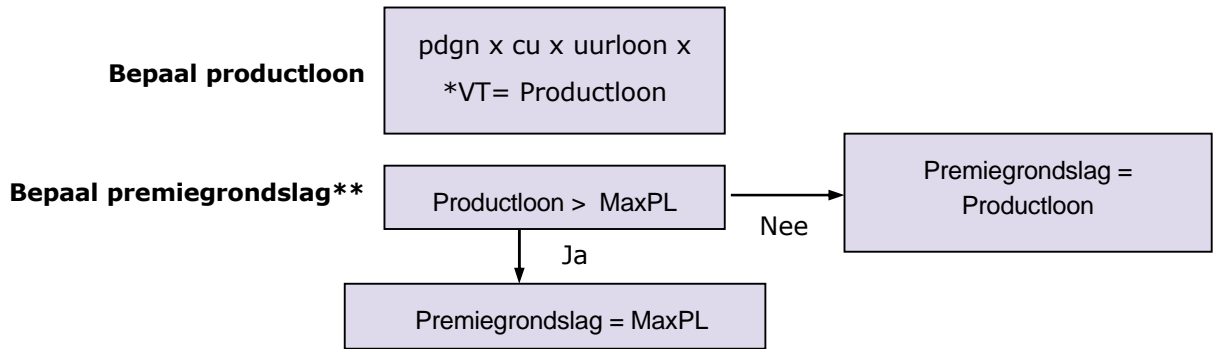 Bepaal productloon
pdgn x cu x uurloon x
*VT= Productloon
Bepaal premiegrondslag**
Productloon > MaxPL
Nee
Premiegrondslag =
Productloon
Ja
Premiegrondslag = MaxPL